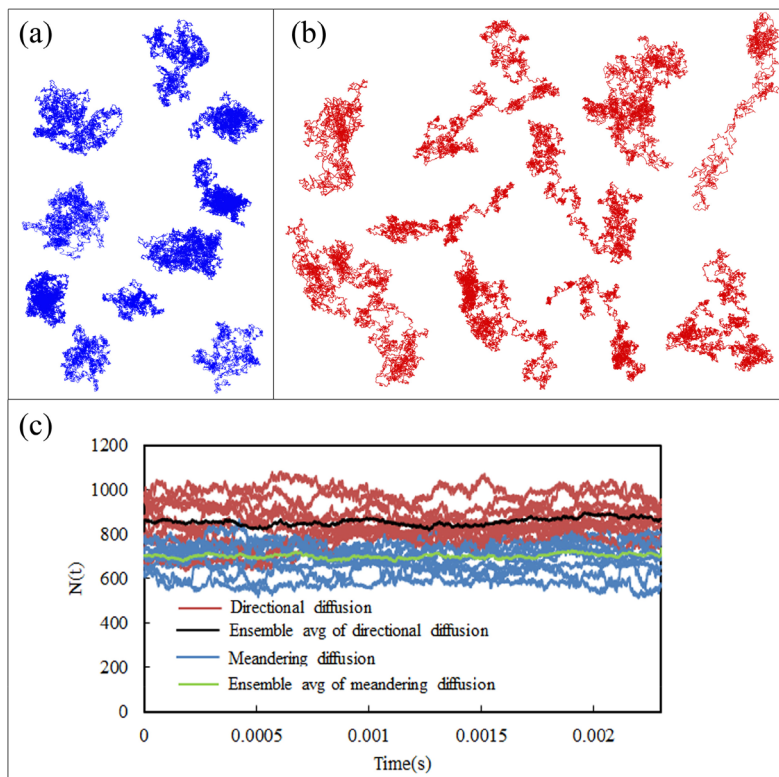 (a)
(b)
(c)
1200
1000
800
600
400
200
0
N(t)
Directional diffusion
Ensemble avg of directional diffusion
Meandering diffusion
Ensemble avg of meandering diffusion
0 0.0005 0.001 0.0015 0.002
Time(s)